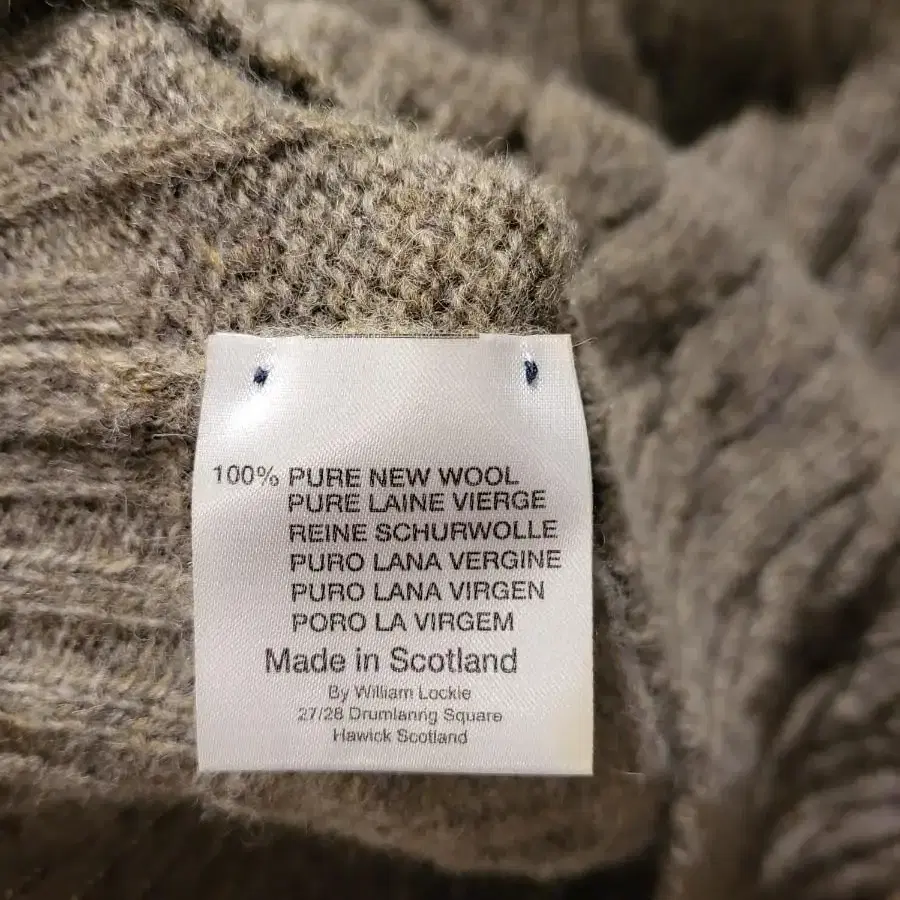 100% PURE NEW WOOL
PURE LAINE VIERGE
REINE SCHURWOLLE
PURO LANA VERGINE
PURO LANA VIRGEN
PORO LA VIRGEM
Made in Scotland
By William Lockie
27/28 Drumlanrig Square
Hawick Scotland